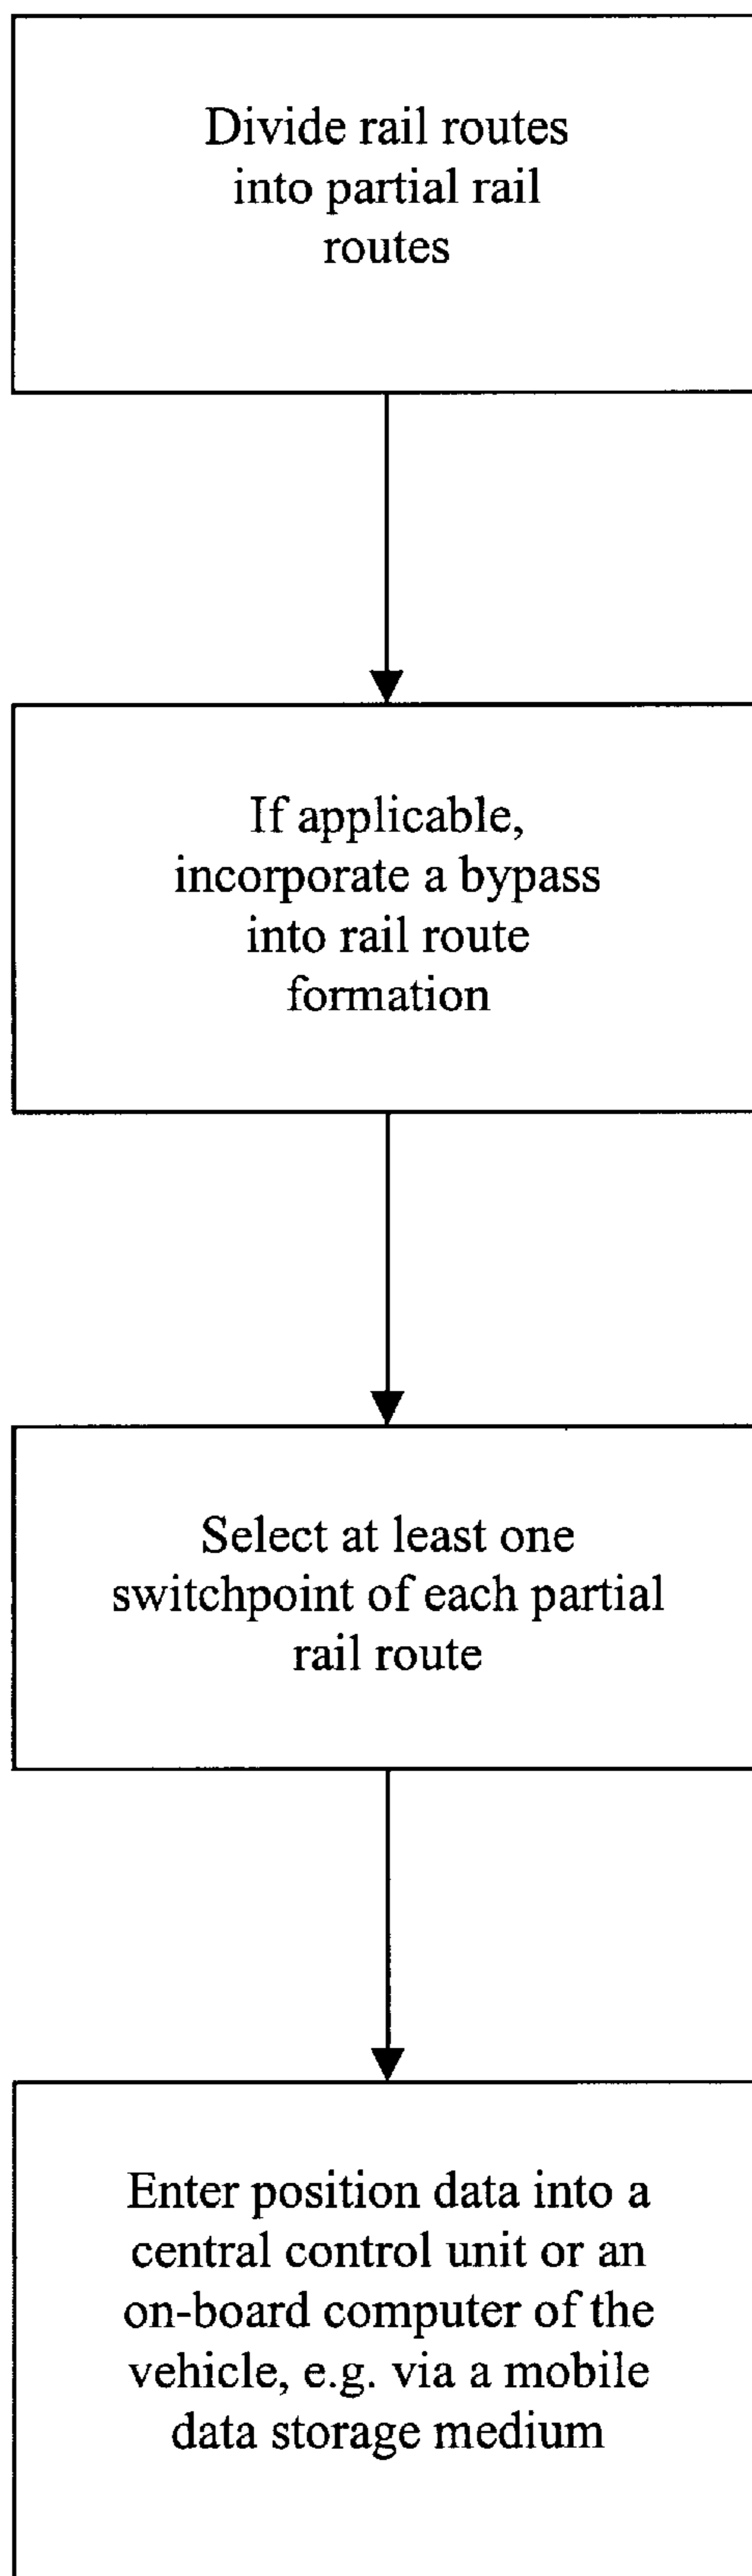 Divide rail routes
into partial rail
routes
If applicable,
incorporate a bypass
into rail route
formation
Select at least one
switchpoint of each partial
rail route
Enter position data into a
central control unit or an
on-board computer of the
vehicle, e.g. via a mobile
data storage medium